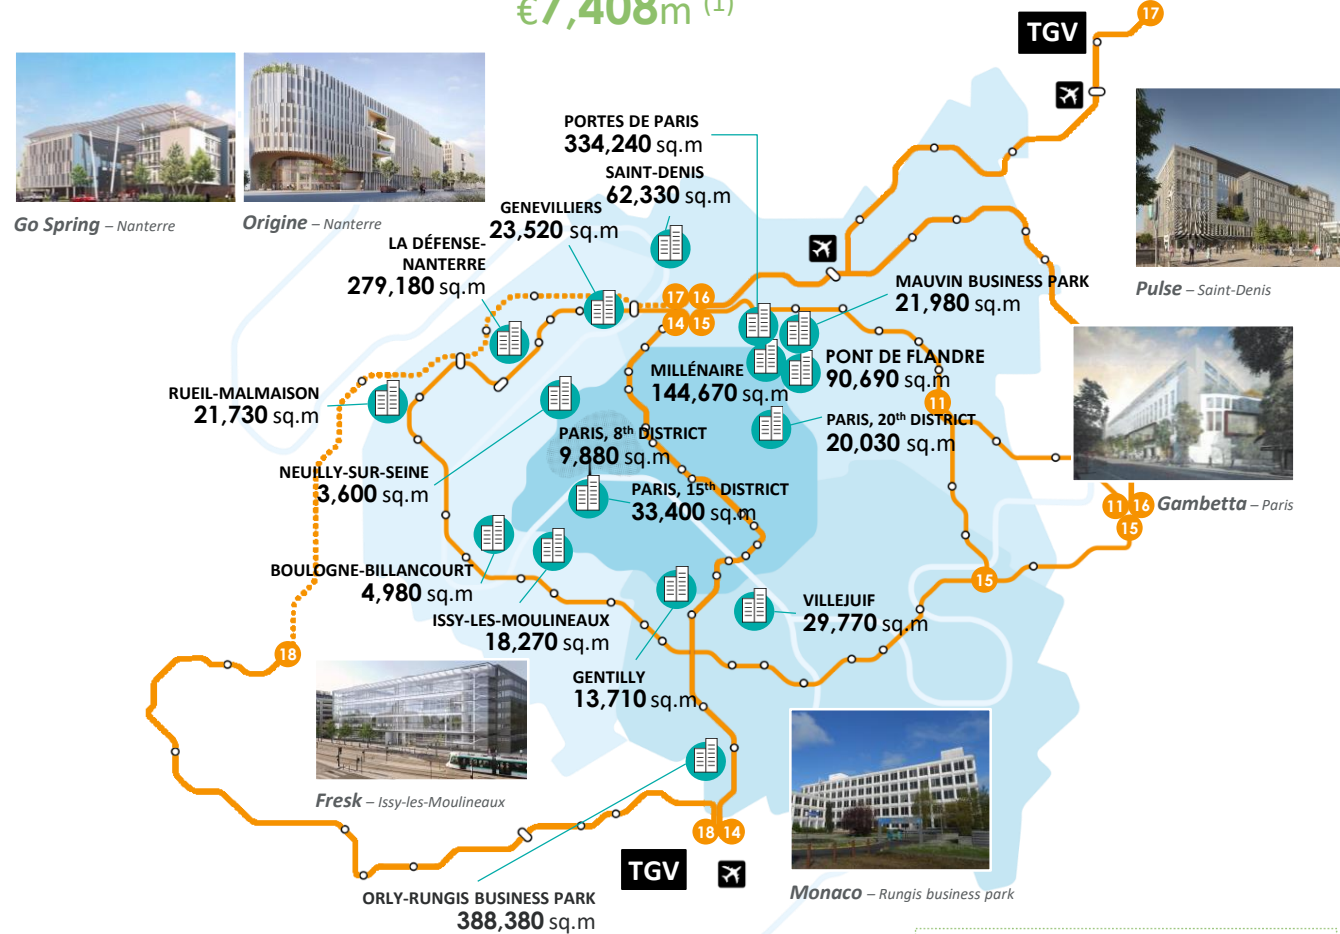 €7,408m (1)
17
TGV
PORTES DE PARIS
334,240 sq.m
SAINT-DENIS
62,330 sq.m
GENEVILLIERS
23,520 sq.m
Go Spring – Nanterre
Origine – Nanterre
LA DÉFENSE-
NANTERRE
279,180 sq.m
MAUVIN BUSINESS PARK
21,980 sq.m
Pulse – Saint-Denis
17 16
14 15
RUEIL-MALMAISON
21,730 sq.m
MILLÉNAIRE
144,670 sq.m
PONT DE FLANDRE
90,690 sq.m
11
PARIS, 20th DISTRICT
20,030 sq.m
PARIS, 8th DISTRICT
9,880 sq.m
NEUILLY-SUR-SEINE
3,600 sq.m
PARIS, 15th DISTRICT
33,400 sq.m
11 16
15
Gambetta – Paris
BOULOGNE-BILLANCOURT
4,980 sq.m
15
ISSY-LES-MOULINEAUX
18,270 sq.m
VILLEJUIF
29,770 sq.m
18
GENTILLY
13,710 sq.m
Fresk – Issy-les-Moulineaux
18 14
TGV
Monaco – Rungis business park
ORLY-RUNGIS BUSINESS PARK
388,380 sq.m